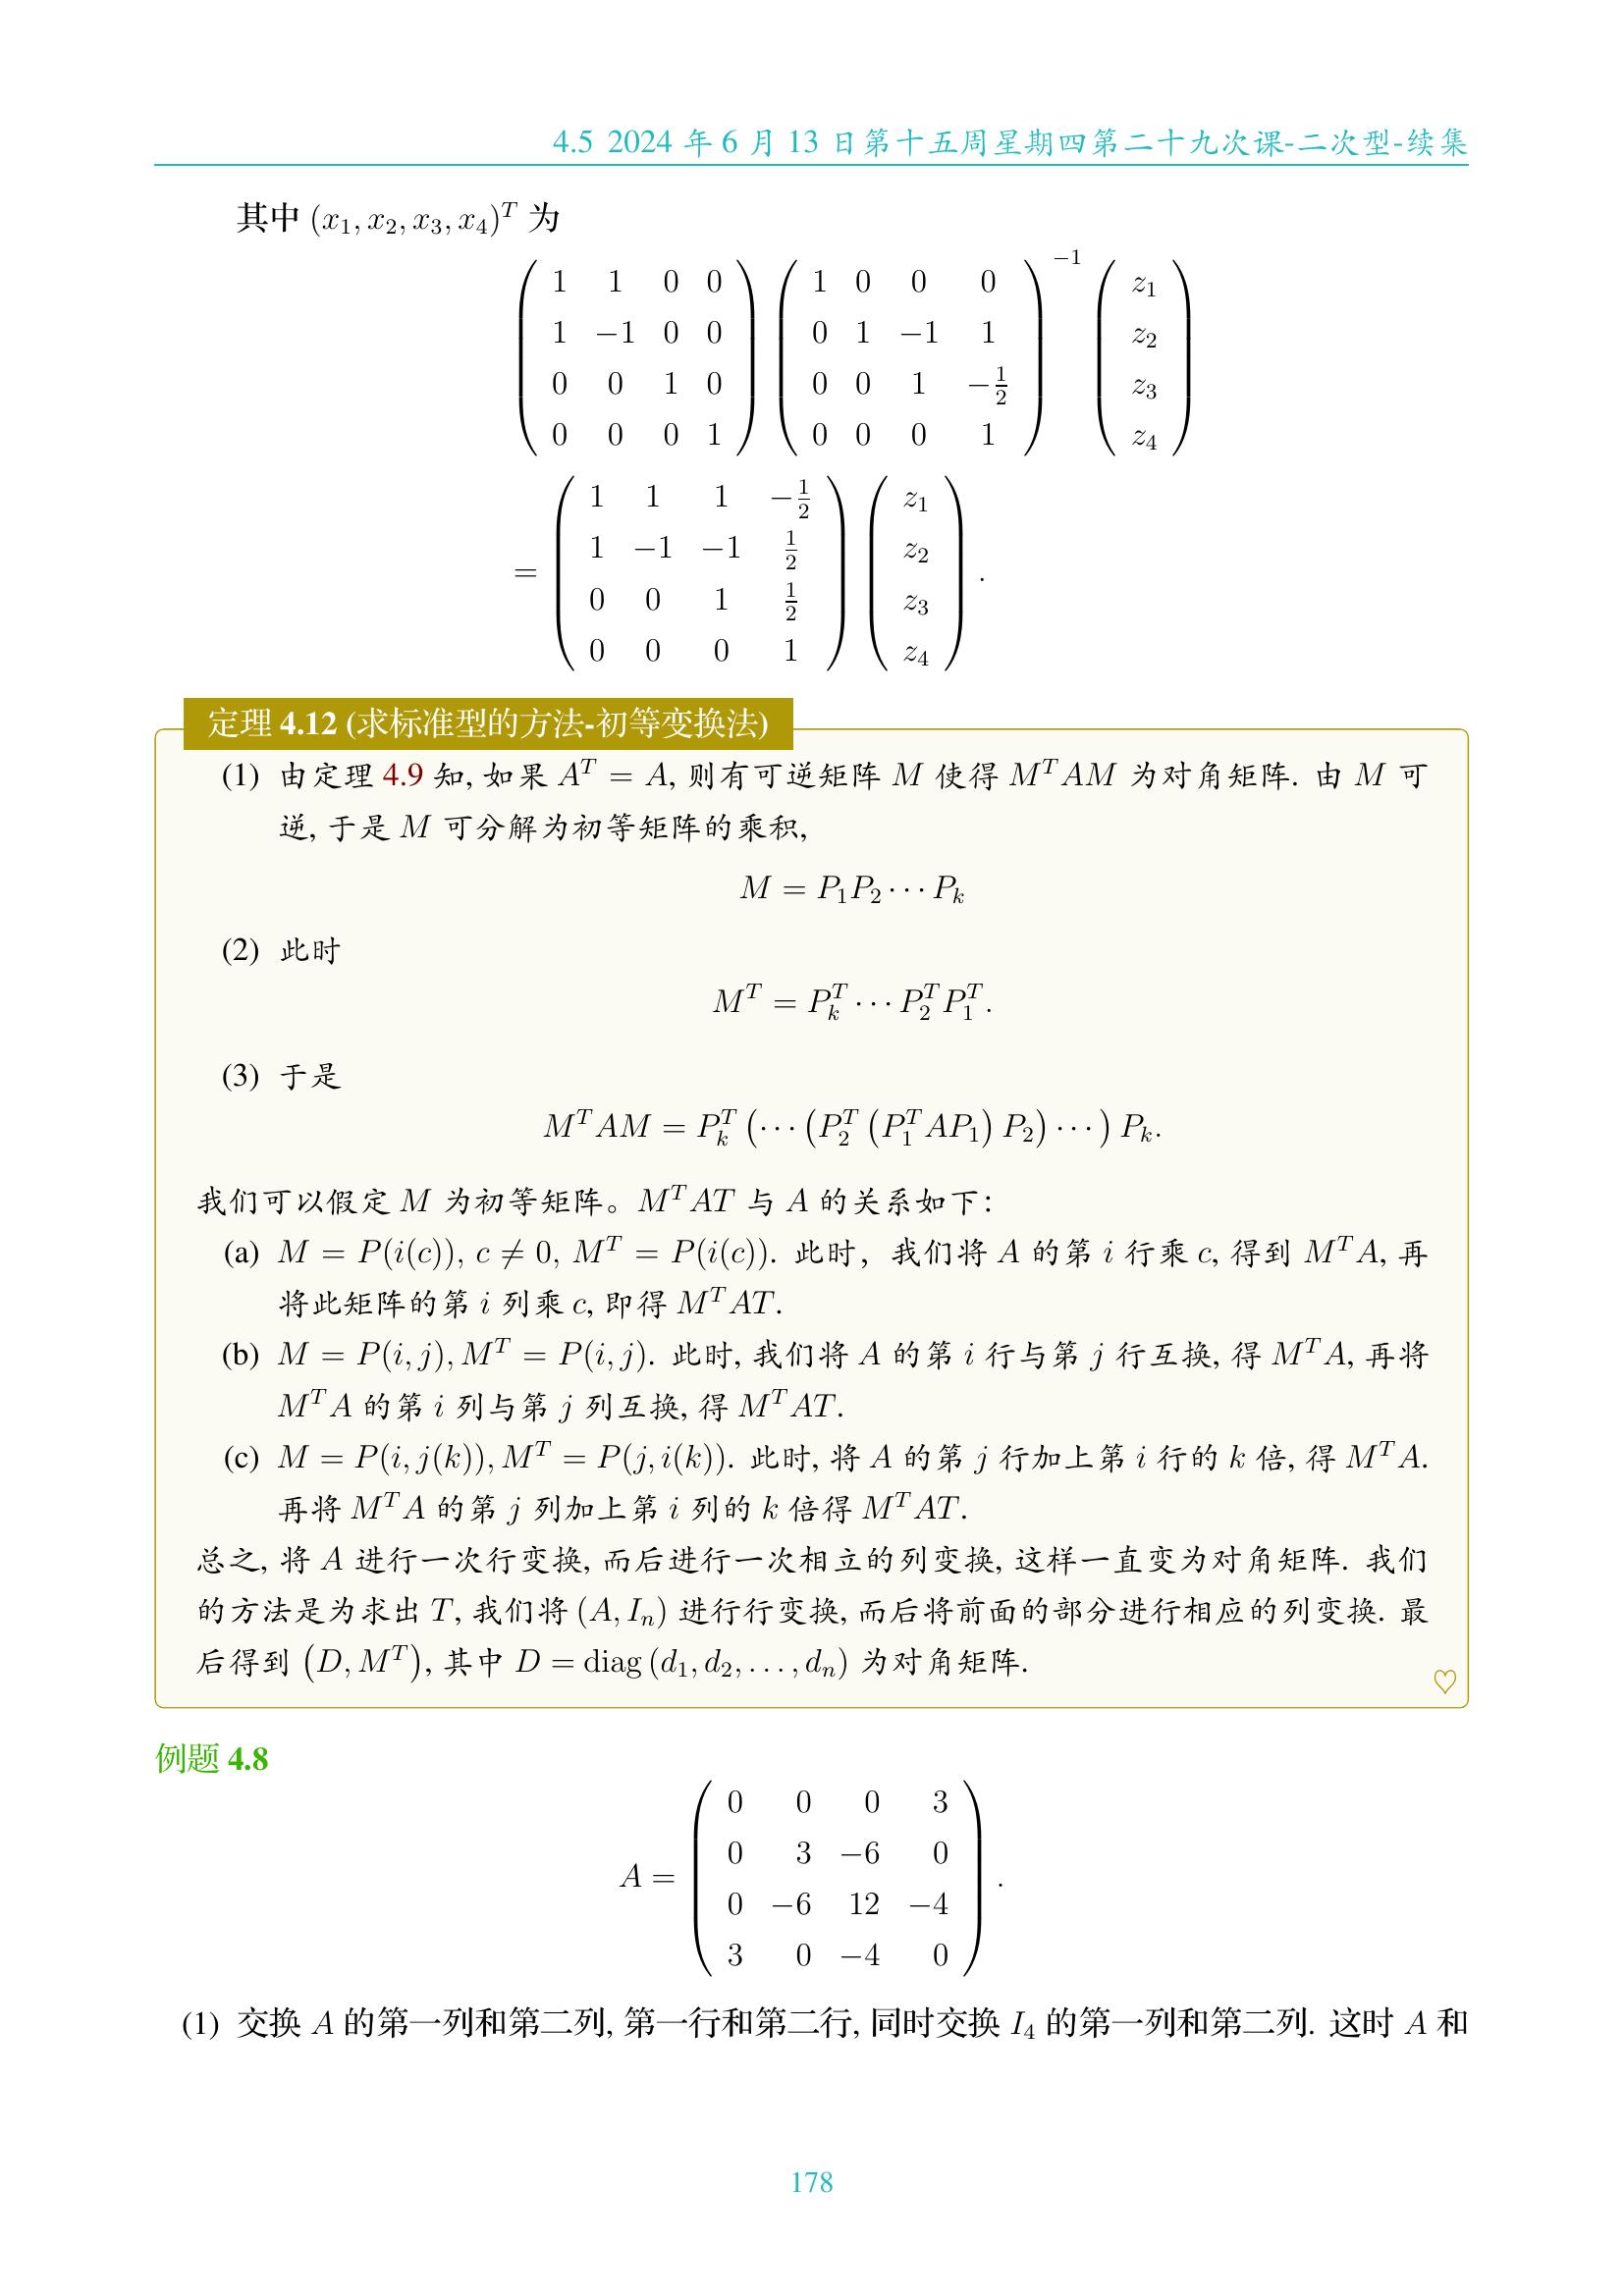 4.5 2024 年 6 月 13 日第十五周星期四第二十九次课-二次型-续集
其中 $(x_1, x_2, x_3, x_4)^T$ 为
$\begin{pmatrix} 1 & 1 & 0 & 0 \\ 1 & -1 & 0 & 0 \\ 0 & 0 & 1 & 0 \\ 0 & 0 & 0 & 1 \end{pmatrix} \begin{pmatrix} 1 & 0 & 0 & 0 \\ 0 & 1 & -1 & 1 \\ 0 & 0 & 1 & -\frac{1}{2} \\ 0 & 0 & 0 & 1 \end{pmatrix}^{-1} \begin{pmatrix} z_1 \\ z_2 \\ z_3 \\ z_4 \end{pmatrix}$
$= \begin{pmatrix} 1 & 1 & 1 & -\frac{1}{2} \\ 1 & -1 & -1 & \frac{1}{2} \\ 0 & 0 & 1 & \frac{1}{2} \\ 0 & 0 & 0 & 1 \end{pmatrix} \begin{pmatrix} z_1 \\ z_2 \\ z_3 \\ z_4 \end{pmatrix}.$
定理 4.12 (求标准型的方法-初等变换法)
(1) 由定理 4.9 知, 如果 $A^T = A$, 则有可逆矩阵 $M$ 使得 $M^T AM$ 为对角矩阵. 由 $M$ 可
逆, 于是 $M$ 可分解为初等矩阵的乘积,
$M = P_1 P_2 \cdots P_k$
(2) 此时
$M^T = P_k^T \cdots P_2^T P_1^T.$
(3) 于是
$M^T AM = P_k^T \left( \cdots \left( P_2^T \left( P_1^T AP_1 \right) P_2 \right) \cdots \right) P_k.$
我们可以假定 $M$ 为初等矩阵。$M^T AT$ 与 $A$ 的关系如下:
(a) $M = P(i(c))$, $c \neq 0$, $M^T = P(i(c))$. 此时，我们将 $A$ 的第 $i$ 行乘 $c$, 得到 $M^T A$, 再
将此矩阵的第 $i$ 列乘 $c$, 即得 $M^T AT$.
(b) $M = P(i, j), M^T = P(i, j)$. 此时, 我们将 $A$ 的第 $i$ 行与第 $j$ 行互换, 得 $M^T A$, 再将
$M^T A$ 的第 $i$ 列与第 $j$ 列互换, 得 $M^T AT$.
(c) $M = P(i, j(k)), M^T = P(j, i(k))$. 此时, 将 $A$ 的第 $j$ 行加上第 $i$ 行的 $k$ 倍, 得 $M^T A$.
再将 $M^T A$ 的第 $j$ 列加上第 $i$ 列的 $k$ 倍得 $M^T AT$.
总之, 将 $A$ 进行一次行变换, 而后进行一次相立的列变换, 这样一直变为对角矩阵. 我们
的方法是为求出 $T$, 我们将 $(A, I_n)$ 进行行变换, 而后将前面的部分进行相应的列变换. 最
后得到 $\left( D, M^T \right)$, 其中 $D = \mathrm{diag}\,(d_1, d_2, \ldots, d_n)$ 为对角矩阵.
♡
例题 4.8
$A = \begin{pmatrix} 0 & 0 & 0 & 3 \\ 0 & 3 & -6 & 0 \\ 0 & -6 & 12 & -4 \\ 3 & 0 & -4 & 0 \end{pmatrix}.$
(1) 交换 $A$ 的第一列和第二列, 第一行和第二行, 同时交换 $I_4$ 的第一列和第二列. 这时 $A$ 和
178